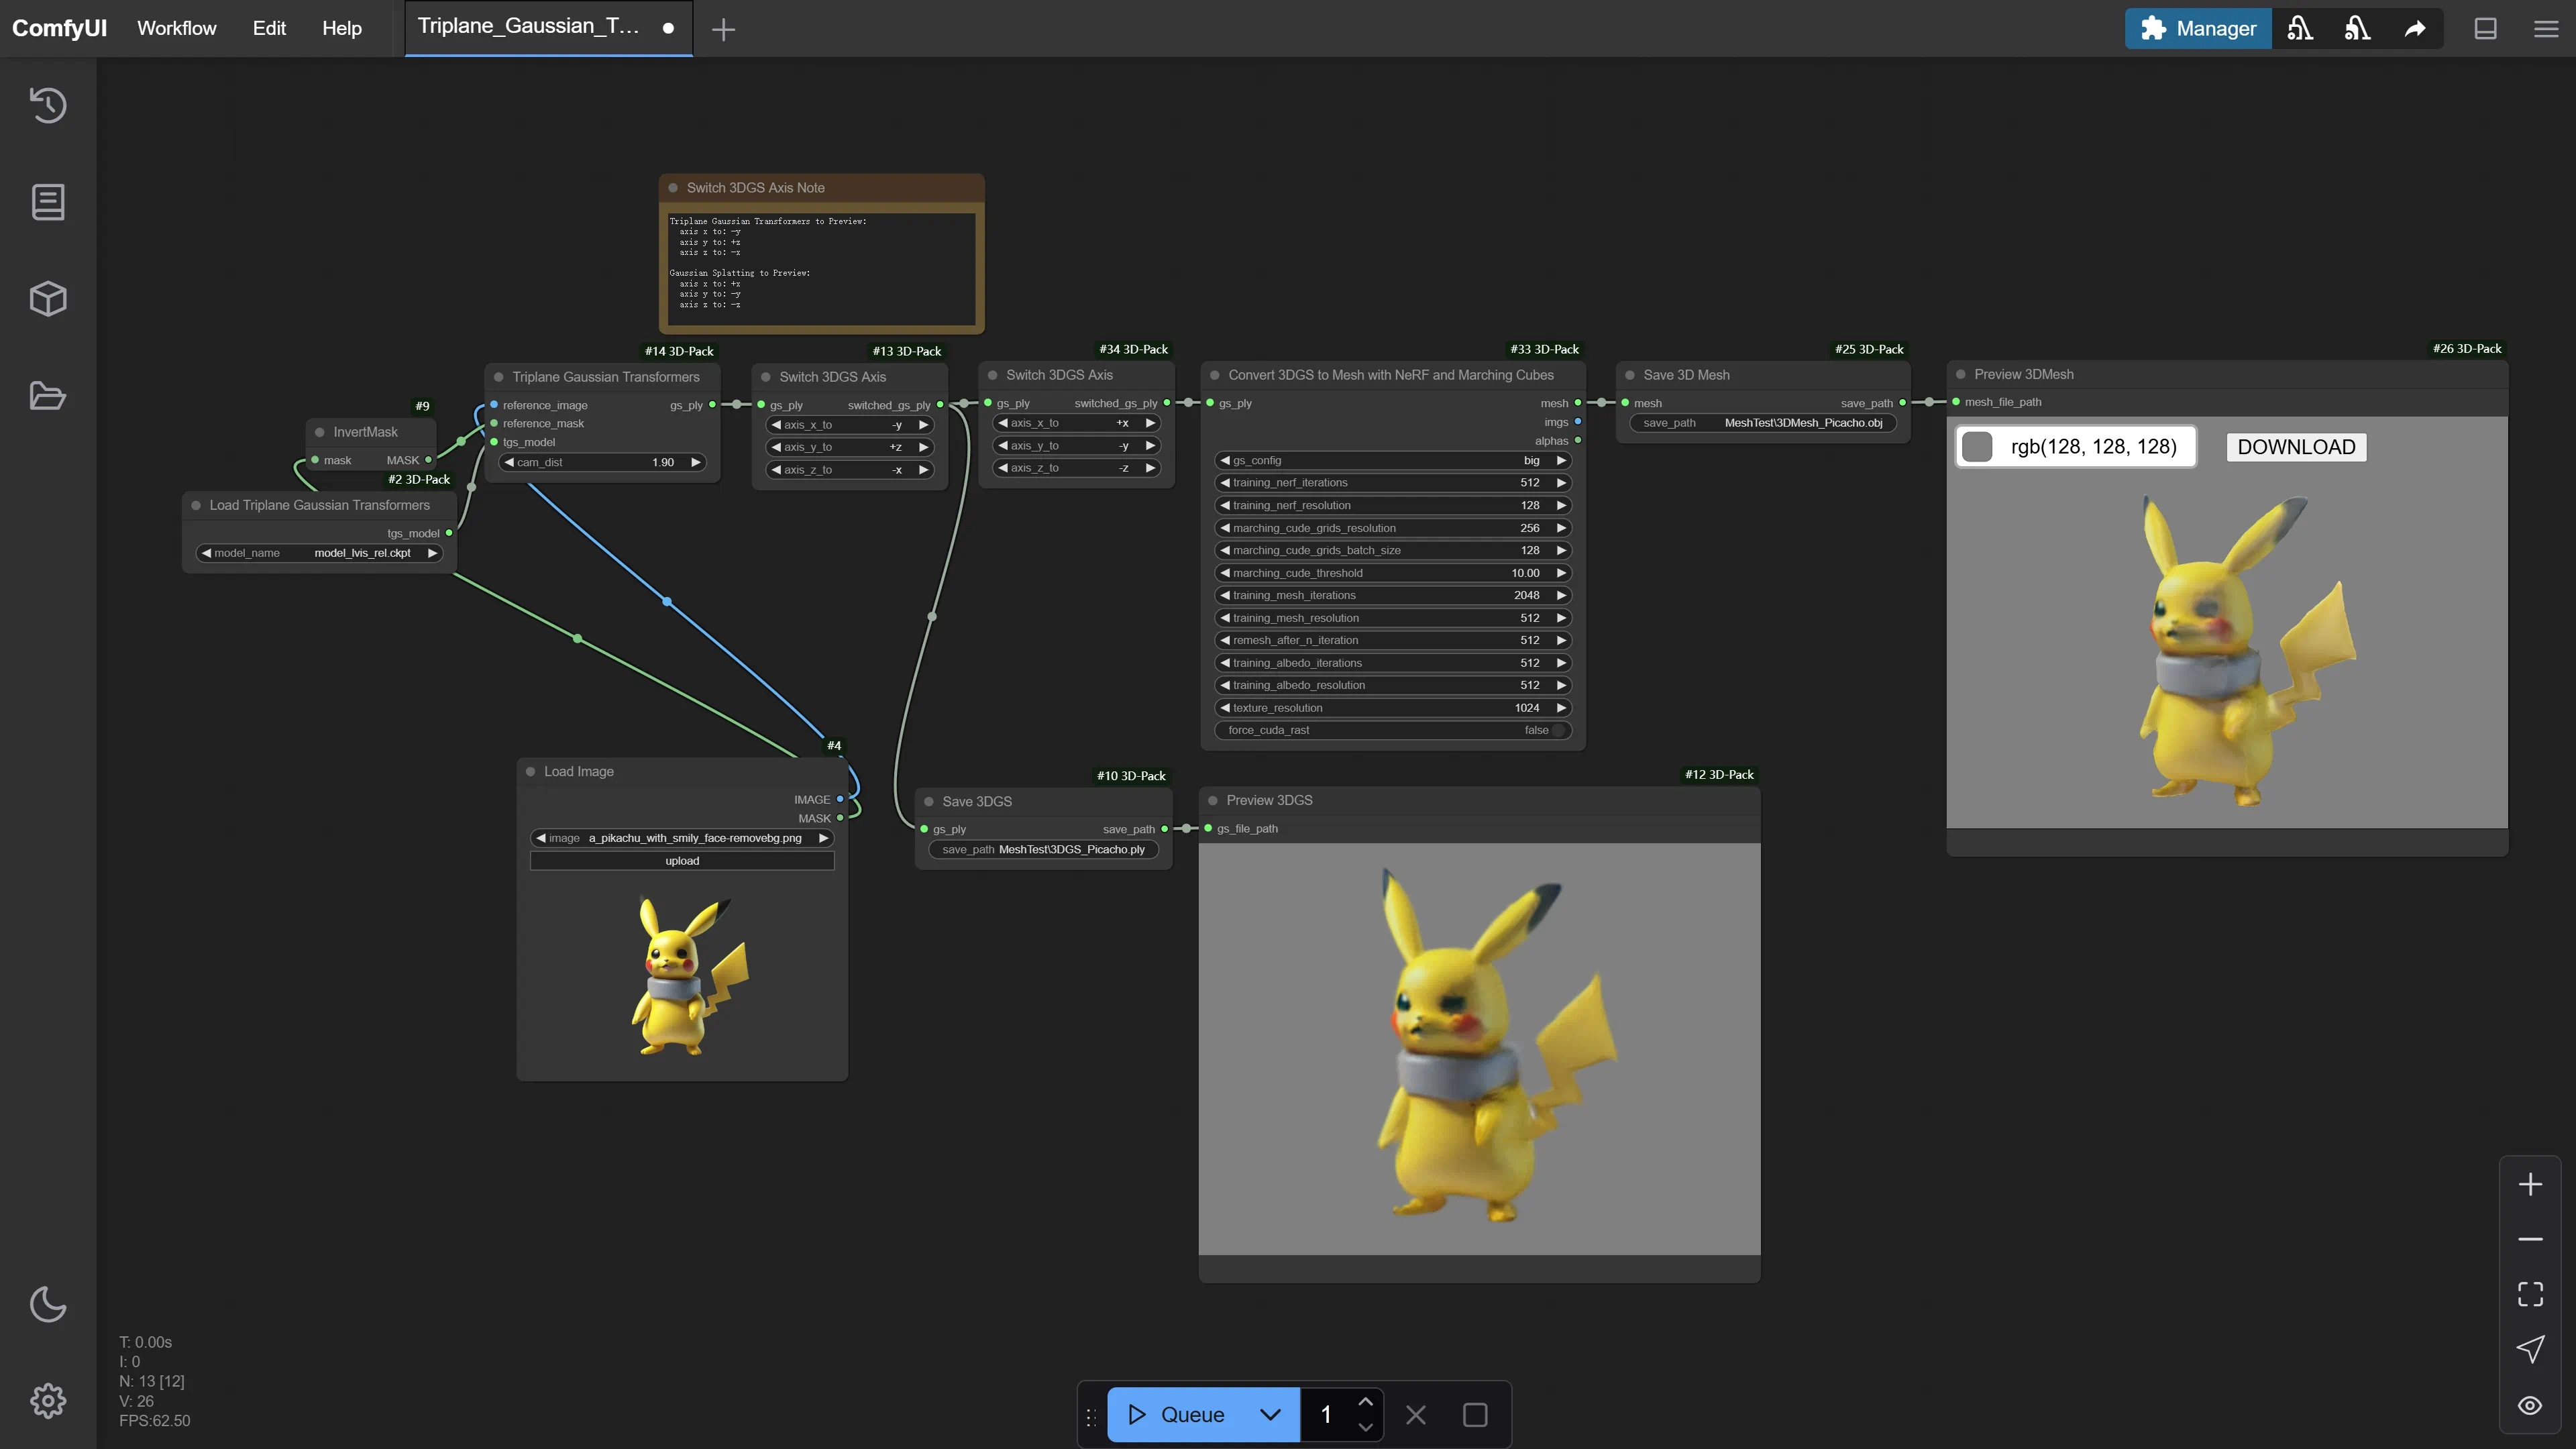 ComfyUI
Workflow
Edit
Help
Triplane_Gaussian_T...
Manager
Switch 3DGS Axis Note
Triplane Gaussian Transformers to Preview:
axis x to: -y
axis y to: +z
axis z to: -x
Gaussian Splatting to Preview:
axis x to: +x
axis y to: -y
axis z to: -z
#9
InvertMask
mask MASK
#2 3D-Pack
Load Triplane Gaussian Transformers
tgs_model
model_name model_lvis_rel.ckpt
#14 3D-Pack
Triplane Gaussian Transformers
reference_image gs_ply
reference_mask
tgs_model
cam_dist 1.90
#13 3D-Pack
Switch 3DGS Axis
gs_ply switched_gs_ply
axis_x_to -y
axis_y_to +z
axis_z_to -x
#34 3D-Pack
Switch 3DGS Axis
gs_ply switched_gs_ply
axis_x_to +x
axis_y_to -y
axis_z_to -z
#33 3D-Pack
Convert 3DGS to Mesh with NeRF and Marching Cubes
gs_ply mesh
imgs
alphas
gs_config big
training_nerf_iterations 512
training_nerf_resolution 128
marching_cude_grids_resolution 256
marching_cude_grids_batch_size 128
marching_cude_threshold 10.00
training_mesh_iterations 2048
training_mesh_resolution 512
remesh_after_n_iteration 512
training_albedo_iterations 512
training_albedo_resolution 512
texture_resolution 1024
force_cuda_rast false
#25 3D-Pack
Save 3D Mesh
mesh save_path
save_path MeshTest\3DMesh_Picacho.obj
#26 3D-Pack
Preview 3DMesh
mesh_file_path
rgb(128, 128, 128)
DOWNLOAD
#4
Load Image
IMAGE
MASK
image a_pikachu_with_smily_face-removebg.png
upload
#10 3D-Pack
Save 3DGS
gs_ply save_path
save_path MeshTest\3DGS_Picacho.ply
#12 3D-Pack
Preview 3DGS
gs_file_path
T: 0.00s
I: 0
N: 13 [12]
V: 26
FPS:62.50
Queue
1